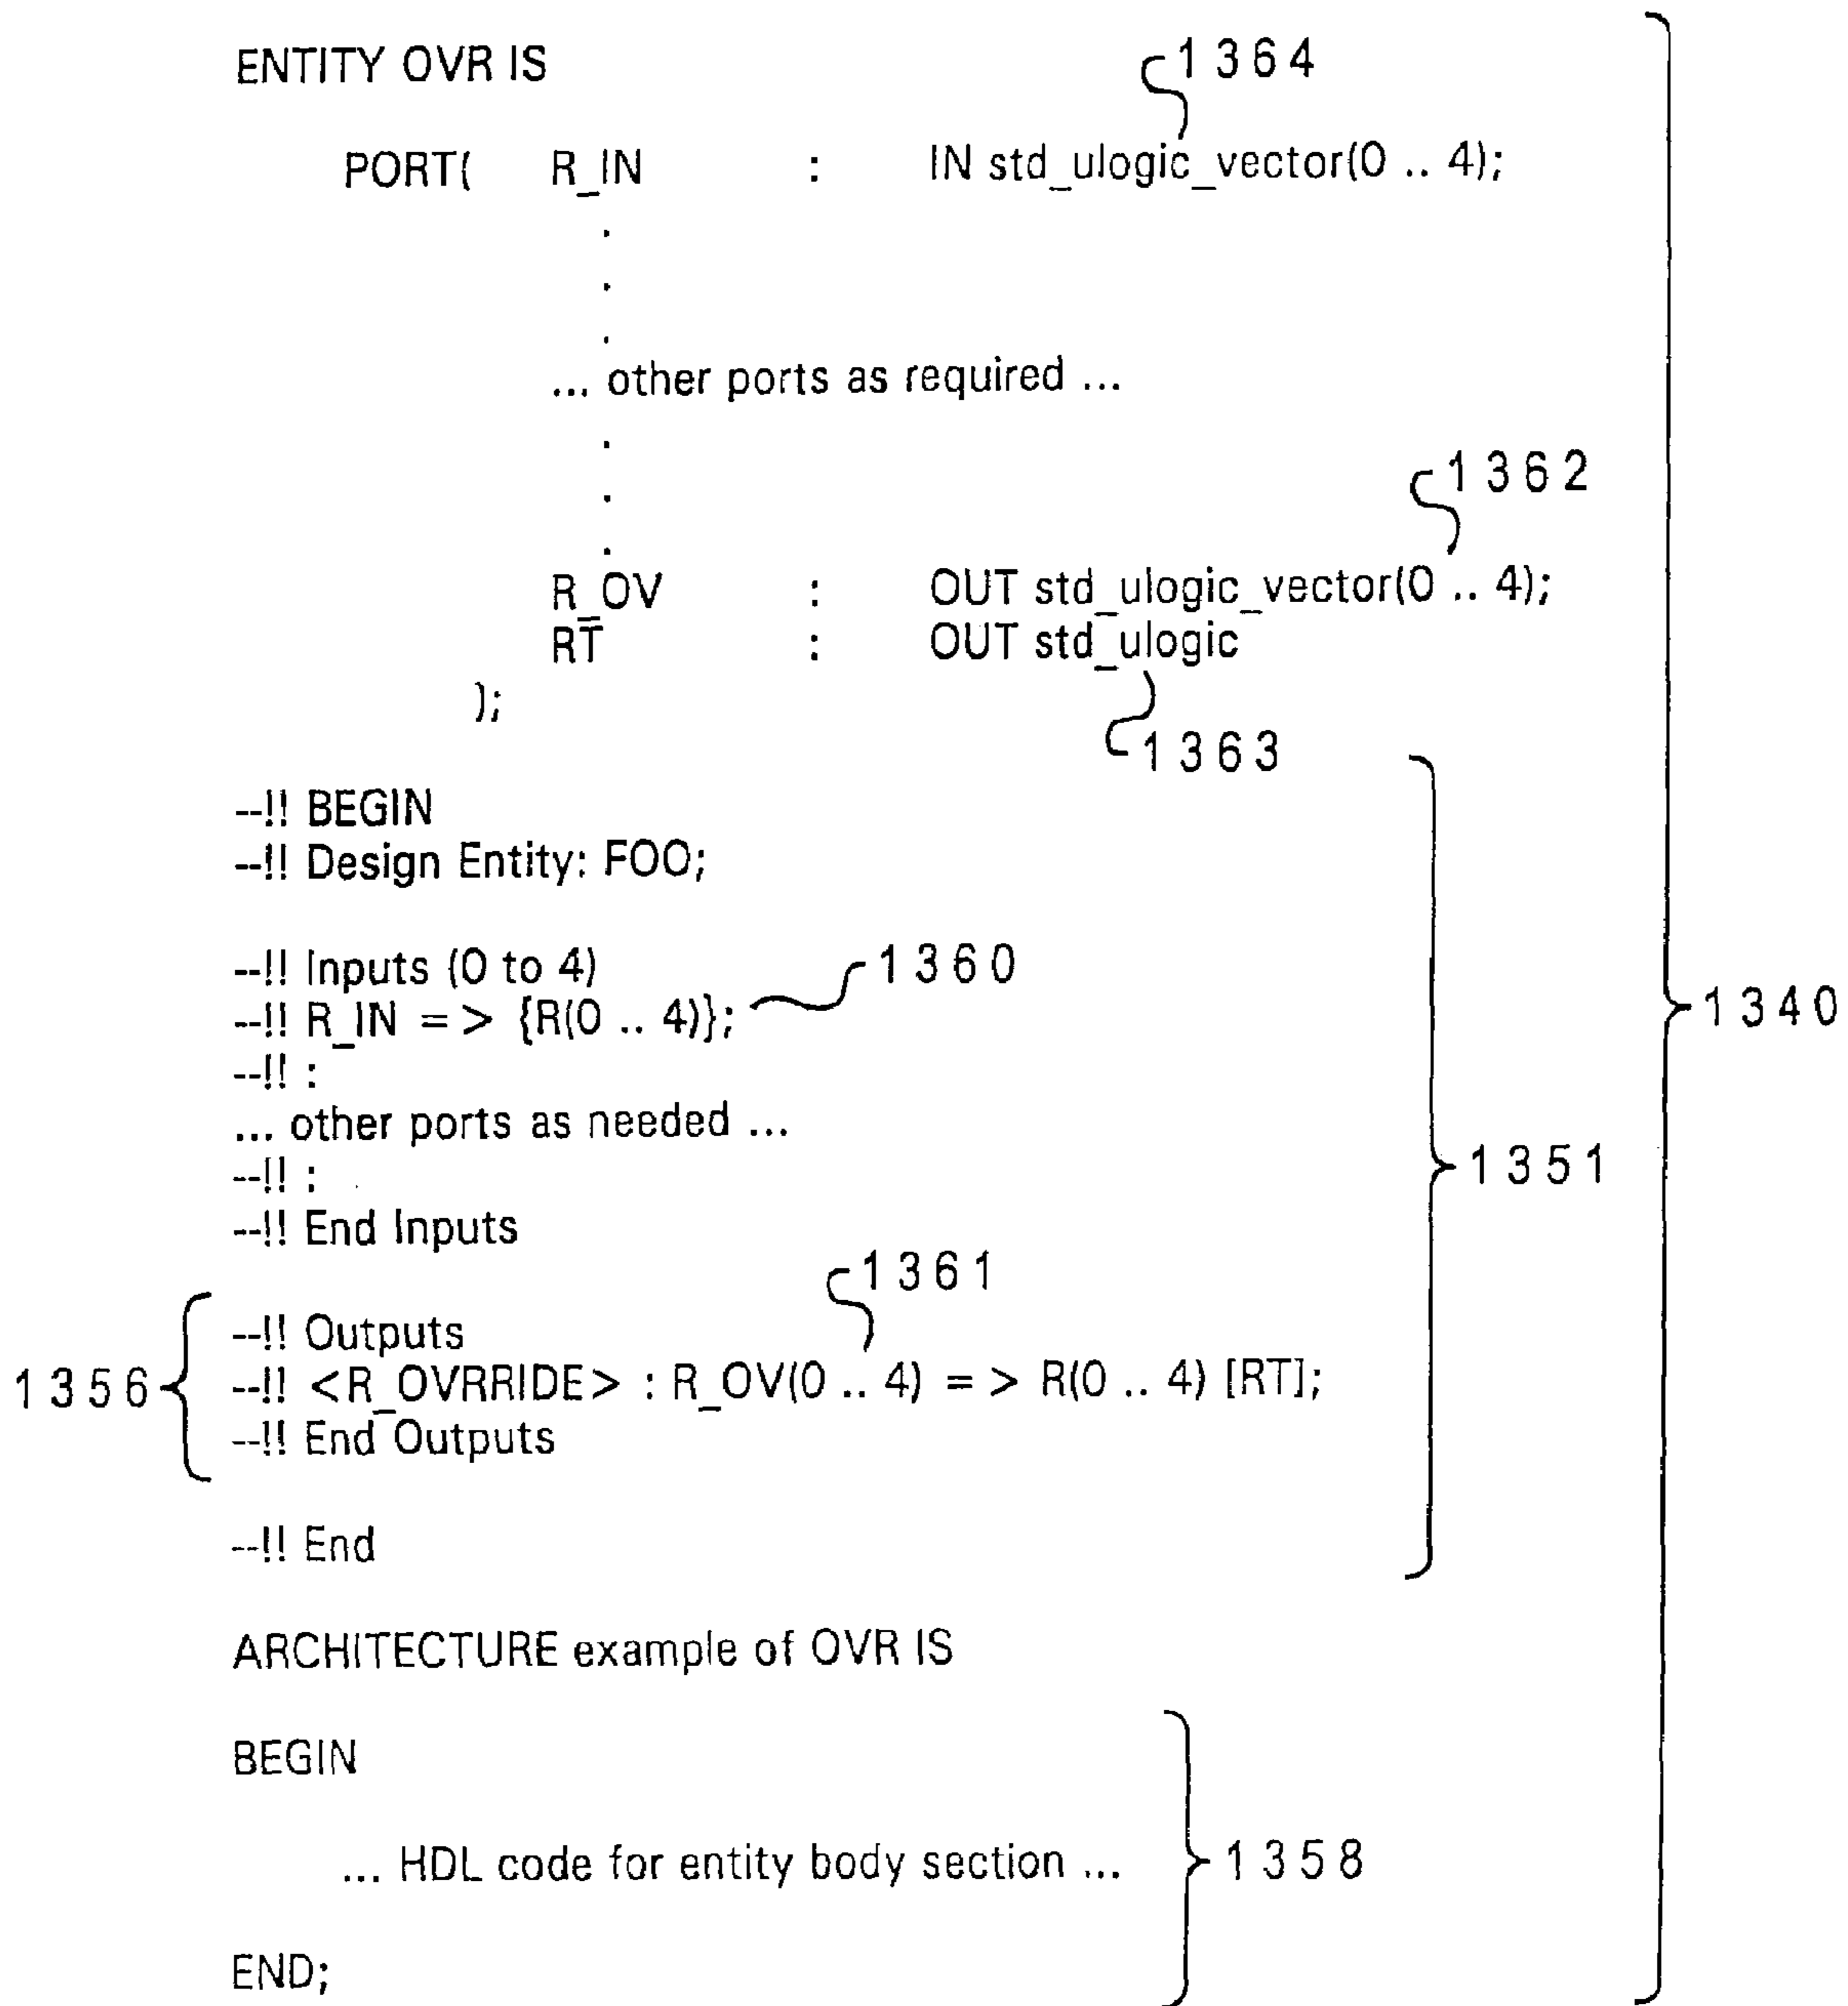 ENTITY OVR IS
1364
PORT( R_IN : IN std_ulogic_vector(0 .. 4);
.
.
.
... other ports as required ...
.
.
1362
.
R_OV : OUT std_ulogic_vector(0 .. 4);
RT : OUT std_ulogic
);
1363
--!! BEGIN
--!! Design Entity: FOO;
--!! Inputs (0 to 4)
1360
--!! R_IN = > {R(0 .. 4)};
1340
--!! :
... other ports as needed ...
--!! :
1351
--!! End Inputs
1361
--!! Outputs
1356
--!! <R_OVRRIDE> : R_OV(0 .. 4) = > R(0 .. 4) [RT];
--!! End Outputs
--!! End
ARCHITECTURE example of OVR IS
BEGIN
... HDL code for entity body section ...
1358
END;